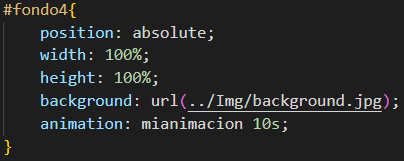 #fondo4{
position: absolute;
width: 100%;
height: 100%;
background: url(../Img/background.jpg);
animation: mianimacion 10s;
}